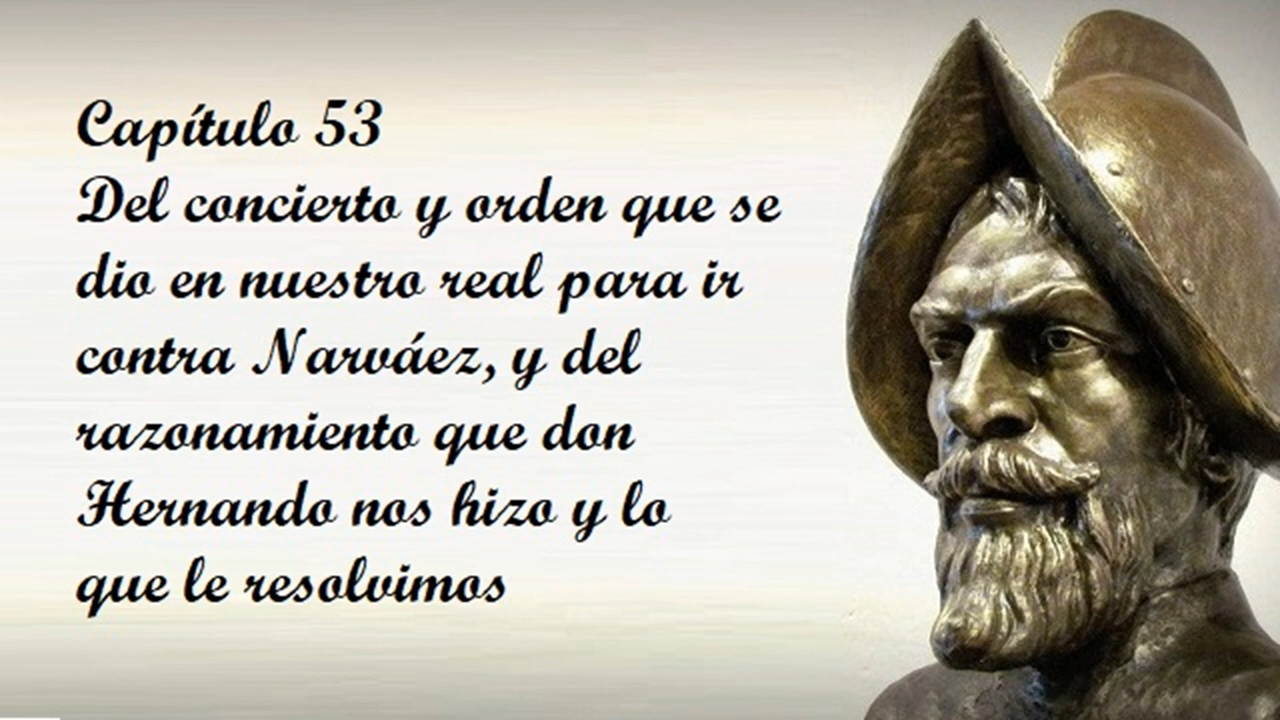 Capítulo 53
Del concierto y orden que se
dio en nuestro real para ir
contra Narváez, y del
razonamiento que don
Hernando nos hizo y lo
que le resolvimos